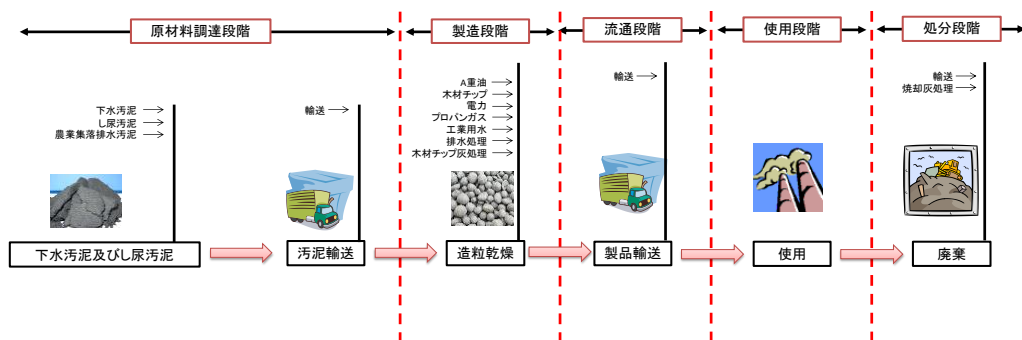 原材料調達段階
製造段階
流通段階
使用段階
処分段階
下水汚泥
し尿汚泥
農業集落排水汚泥
輸送
A重油
木材チップ
電力
プロパンガス
工業用水
排水処理
木材チップ灰処理
輸送
輸送
焼却灰処理
下水汚泥及びし尿汚泥
汚泥輸送
造粒乾燥
製品輸送
使用
廃棄